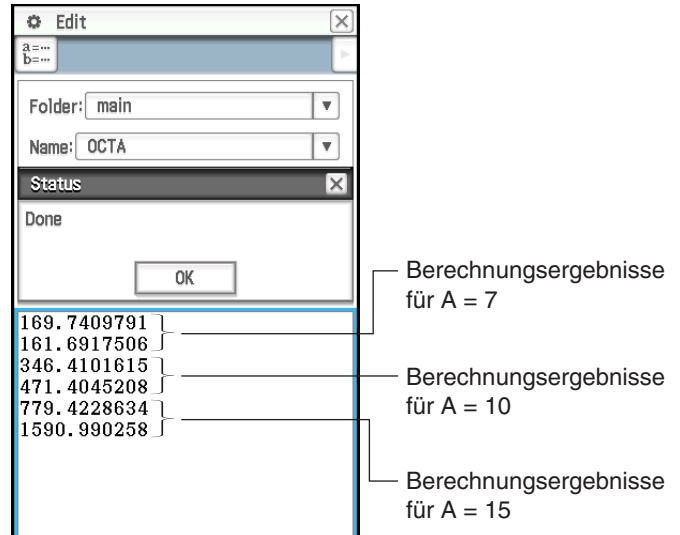 Edit
a=…
b=…
Folder: main
Name: OCTA
Status
Done
OK
169.7409791
161.6917506
346.4101615
471.4045208
779.4228634
1590.990258
Berechnungsergebnisse
für A = 7
Berechnungsergebnisse
für A = 10
Berechnungsergebnisse
für A = 15